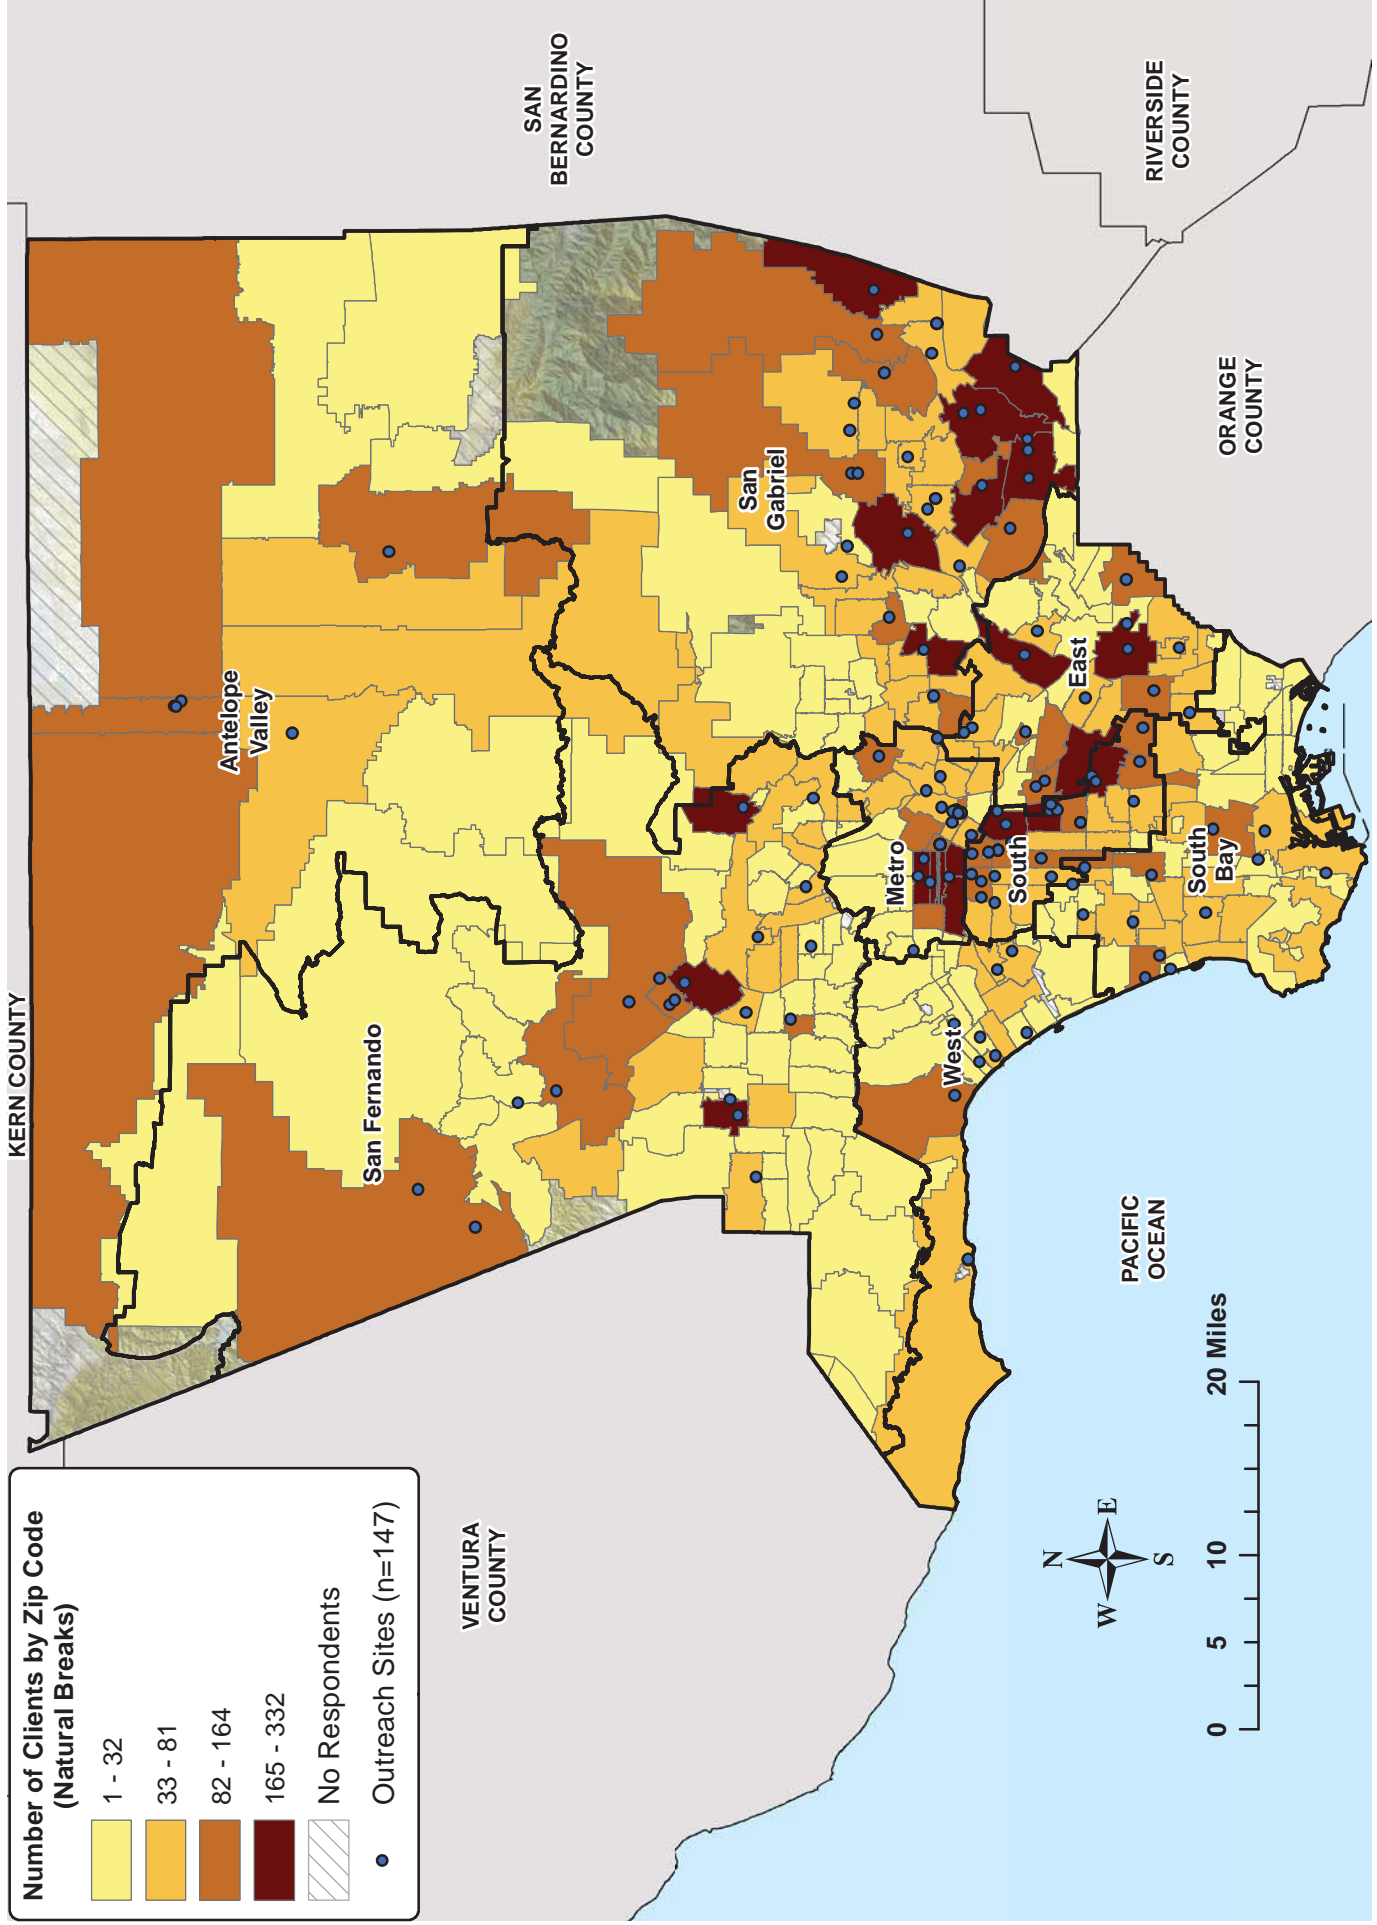 Number of Clients by Zip Code
(Natural Breaks)
1 - 32
33 - 81
82 - 164
165 - 332
No Respondents
Outreach Sites (n=147)
KERN COUNTY
Antelope
Valley
San Fernando
VENTURA
COUNTY
SAN
BERNARDINO
COUNTY
San
Gabriel
Metro
West
South
East
South
Bay
RIVERSIDE
COUNTY
ORANGE
COUNTY
PACIFIC
OCEAN
N
W
E
S
0
5
10
20 Miles